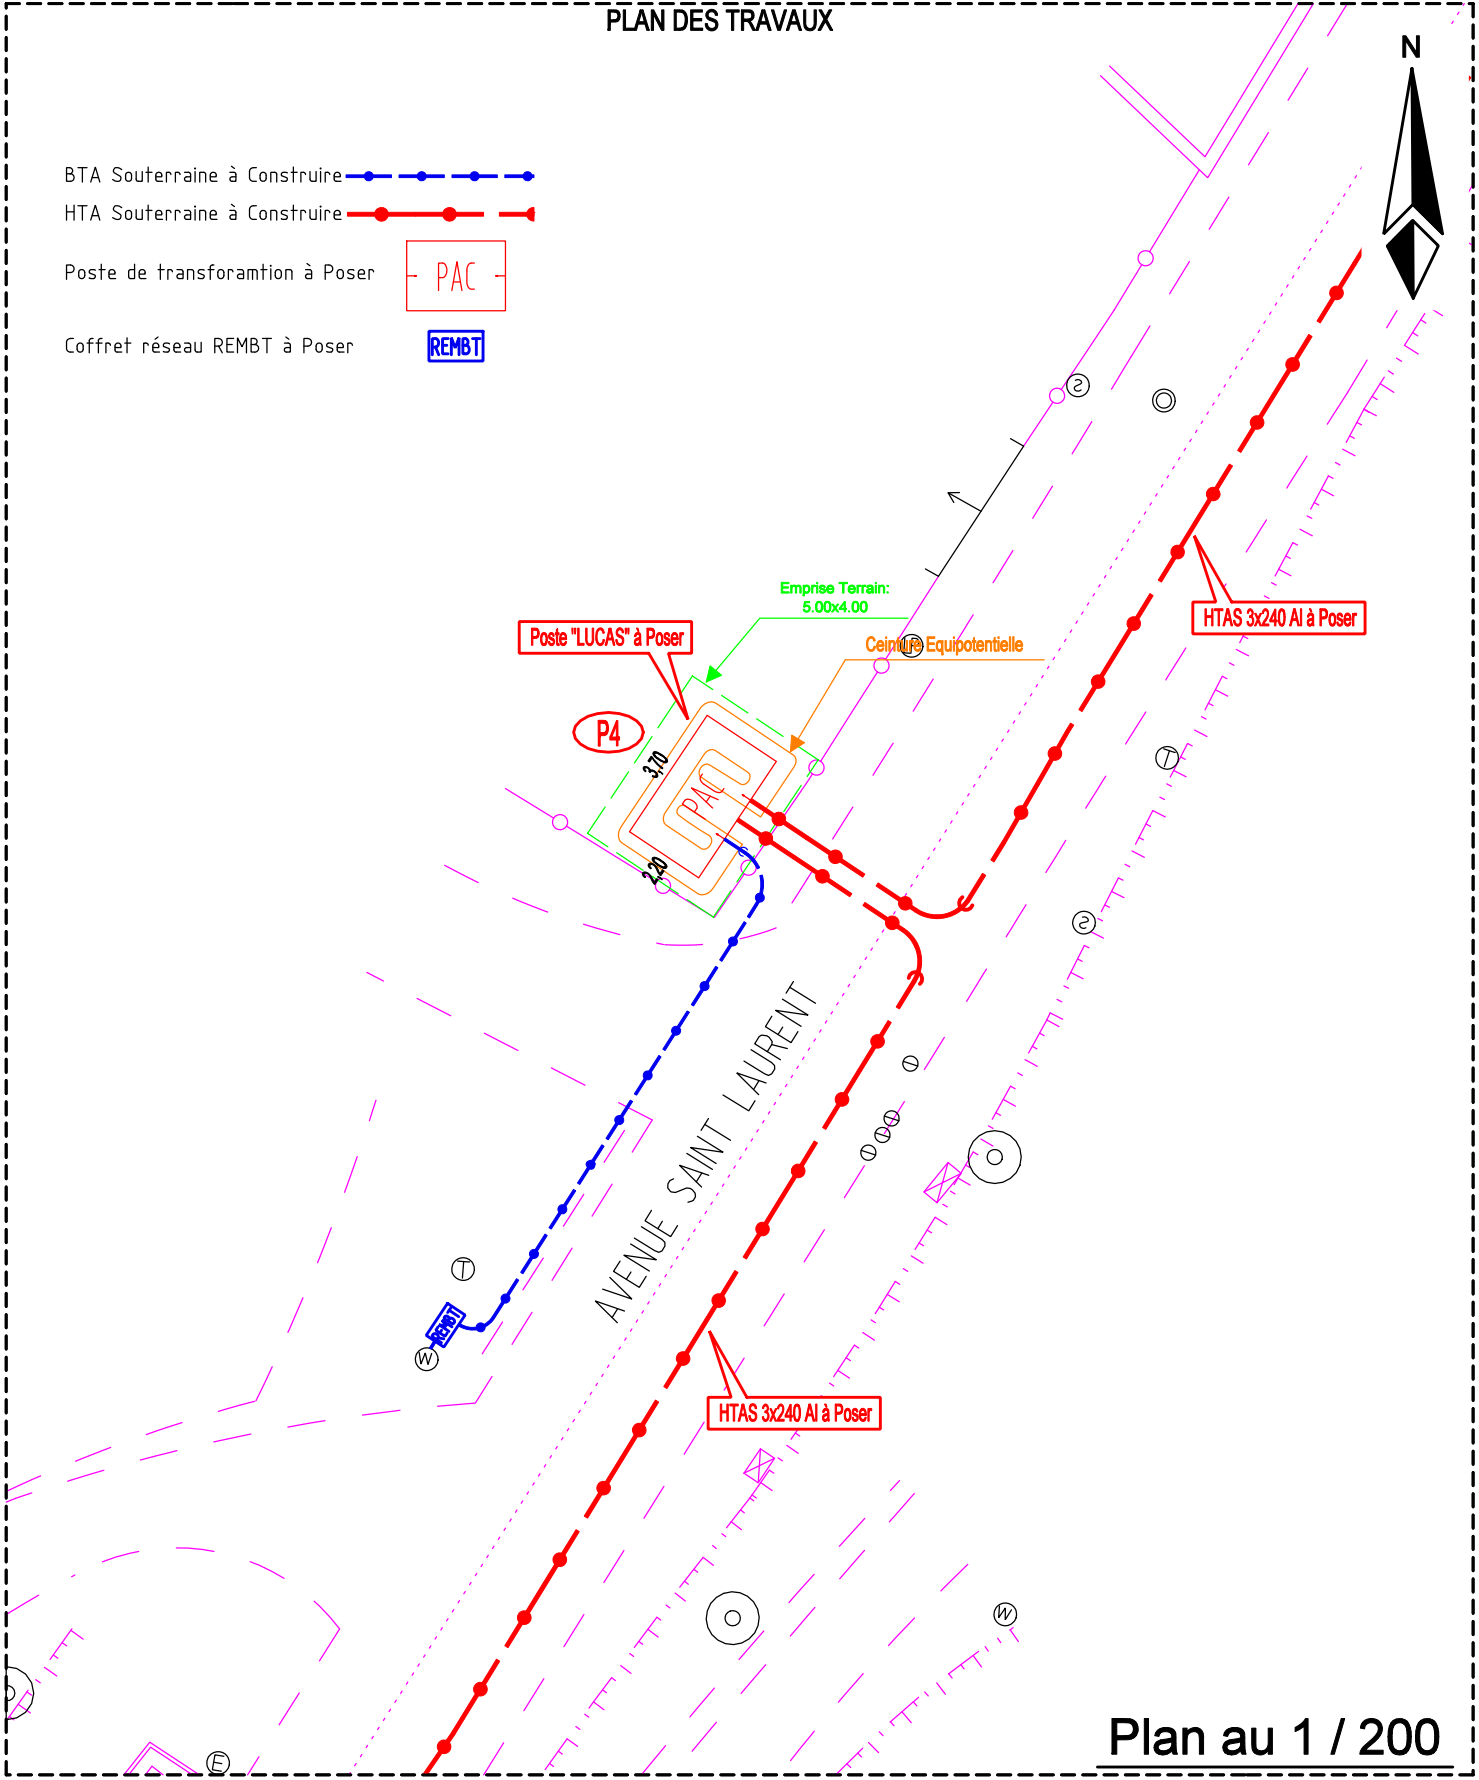 PLAN DES TRAVAUX
N
BTA Souterraine à Construire
HTA Souterraine à Construire
Poste de transforamtion à Poser
PAC
Coffret réseau REMBT à Poser
REMBT
S
Emprise Terrain:
5.00x4.00
HTAS 3x240 Al à Poser
Poste "LUCAS" à Poser
Ceinture Equipotentielle
P4
3,70
T
PAC
2,20
S
AVENUE SAINT LAURENT
T
REMBT
W
HTAS 3x240 Al à Poser
W
E
Plan au 1 / 200